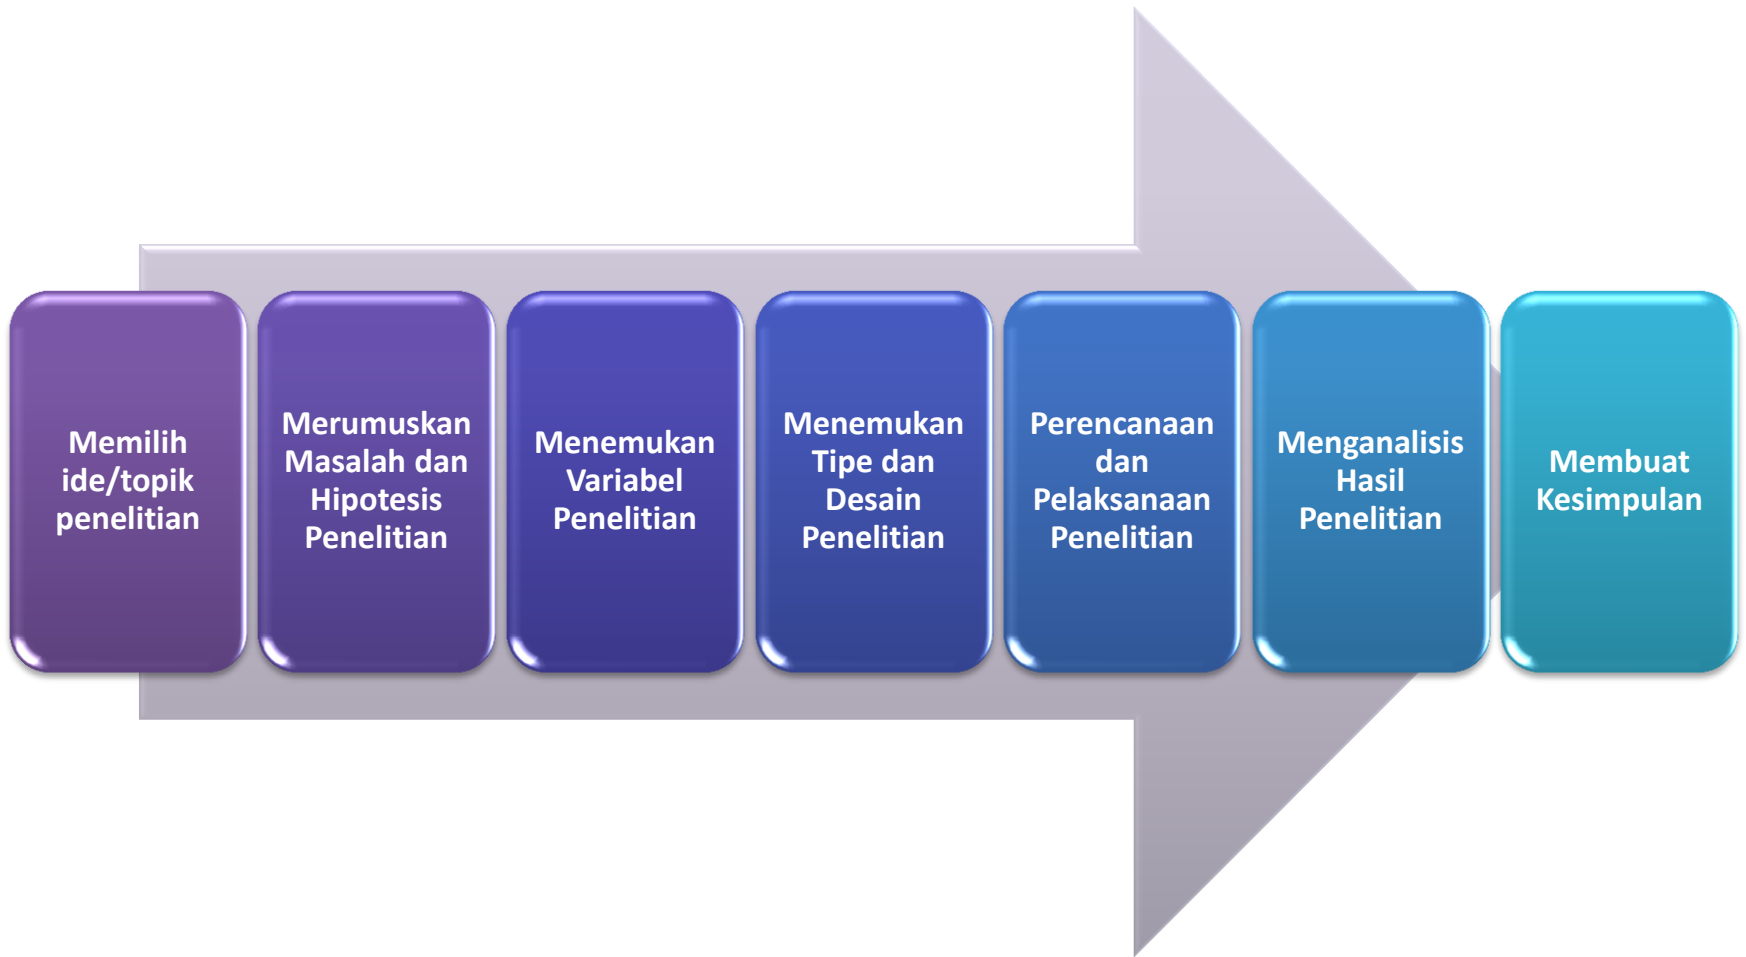 Memilih
ide/topik
penelitian
Merumuskan
Masalah dan
Hipotesis
Penelitian
Menemukan
Variabel
Penelitian
Menemukan
Tipe dan
Desain
Penelitian
Perencanaan
dan
Pelaksanaan
Penelitian
Menganalisis
Hasil
Penelitian
Membuat
Kesimpulan